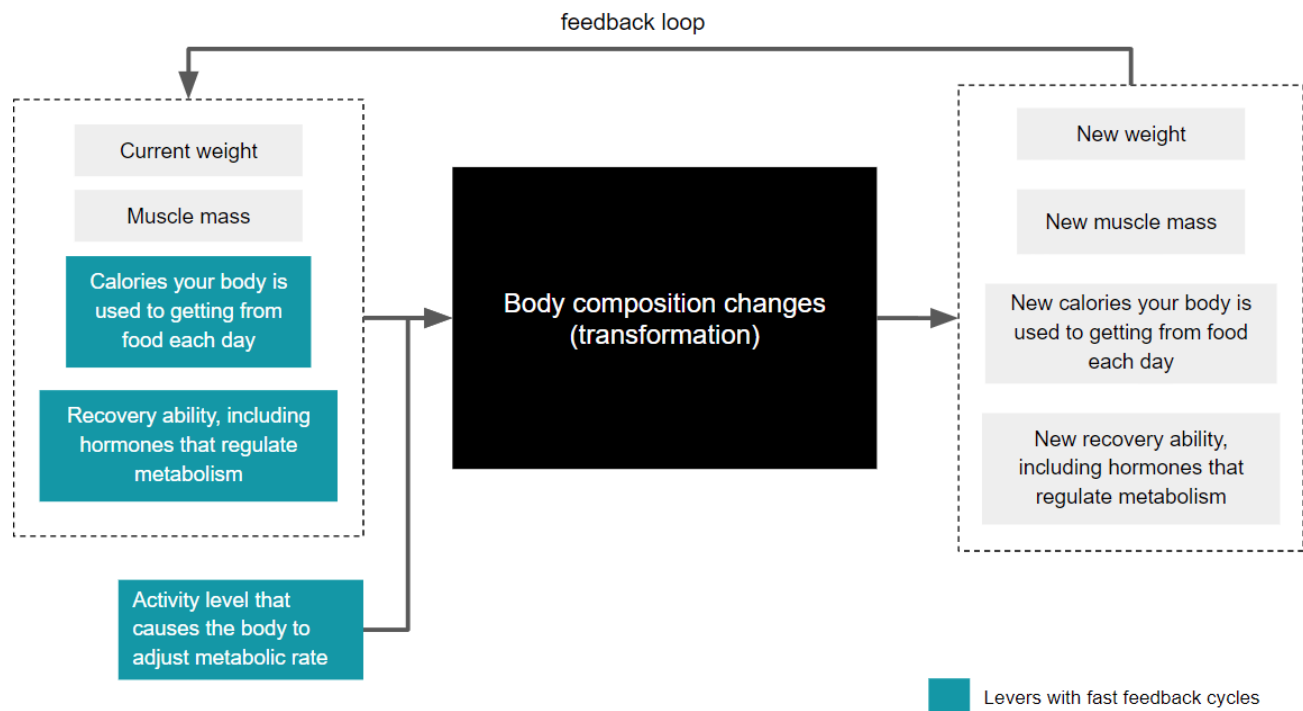 feedback loop
Current weight
Muscle mass
Calories your body is
used to getting from
food each day
Recovery ability, including
hormones that regulate
metabolism
Activity level that
causes the body to
adjust metabolic rate
Body composition changes
(transformation)
New weight
New muscle mass
New calories your body is
used to getting from food
each day
New recovery ability,
including hormones that
regulate metabolism
Levers with fast feedback cycles